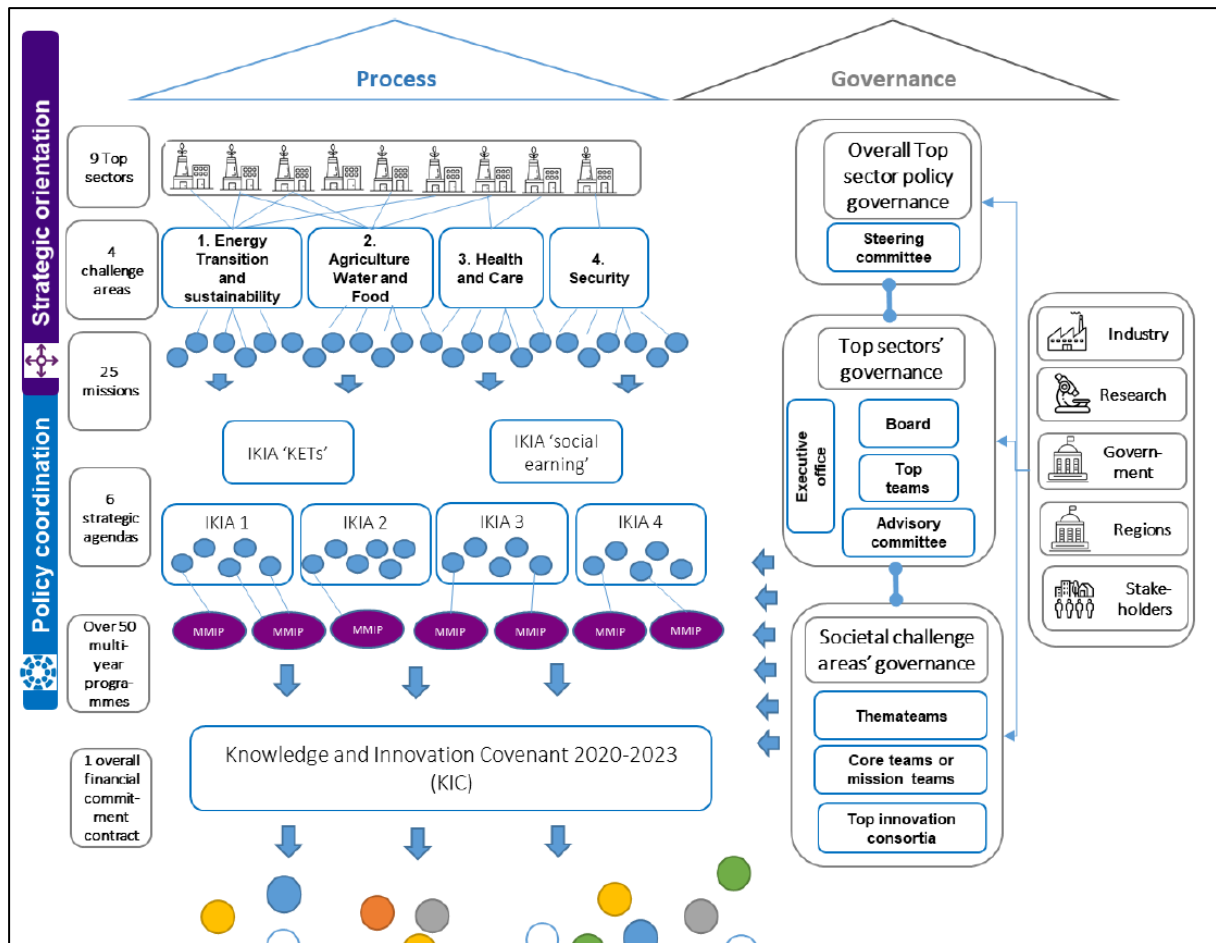 Process
Governance
Strategic orientation
Policy coordination
9 Top
sectors
4
challenge
areas
25
missions
6
strategic
agendas
Over 50
multi-
year
progra-
mmes
1 overall
financial
commit-
ment
contract
1. Energy
Transition
and
sustainability
2.
Agriculture
Water and
Food
3. Health
and Care
4.
Security
IKIA 'KETs'
IKIA 'social
earning'
IKIA 1
IKIA 2
IKIA 3
IKIA 4
MMIP
MMIP
MMIP
MMIP
MMIP
MMIP
MMIP
Knowledge and Innovation Covenant 2020-2023
(KIC)
Overall Top
sector policy
governance
Steering
committee
Top sectors'
governance
Executive
office
Board
Top
teams
Advisory
committee
Societal challenge
areas' governance
Themateams
Core teams or
mission teams
Top innovation
consortia
Industry
Research
Govern-
ment
Regions
Stake-
holders